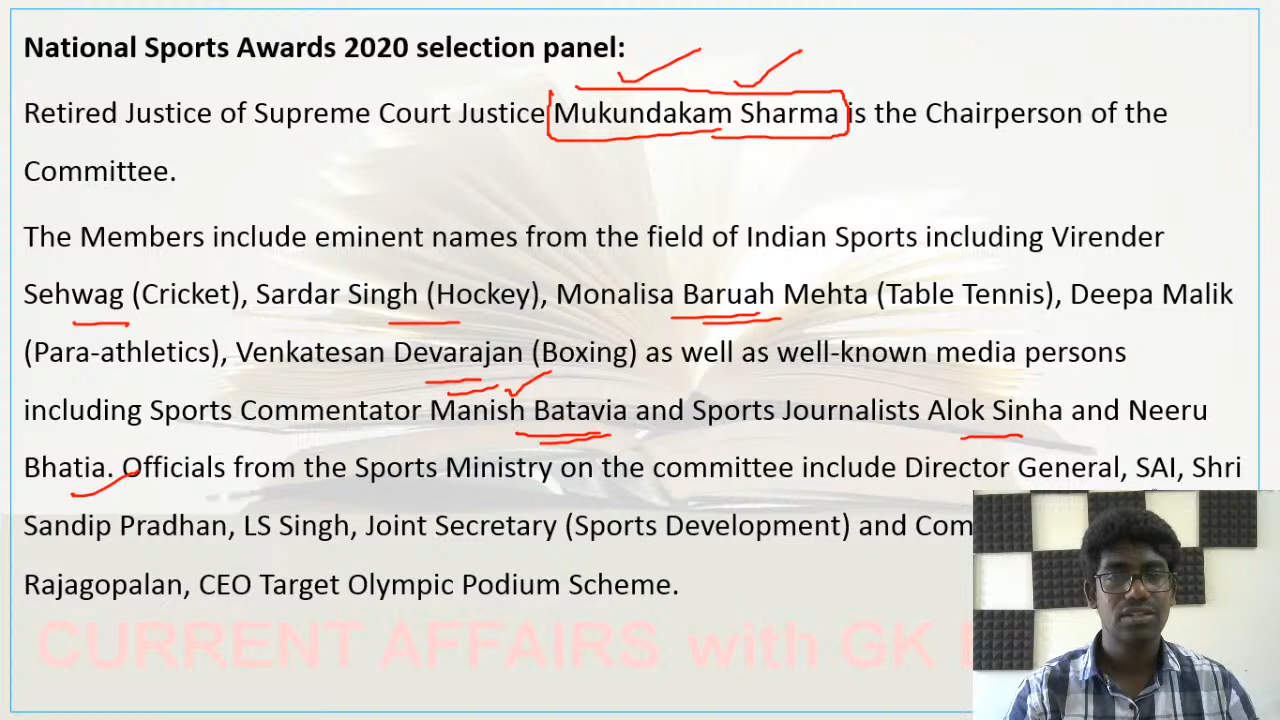 National Sports Awards 2020 selection panel:
Retired Justice of Supreme Court Justice Mukundakam Sharma is the Chairperson of the
Committee.
The Members include eminent names from the field of Indian Sports including Virender
Sehwag (Cricket), Sardar Singh (Hockey), Monalisa Baruah Mehta (Table Tennis), Deepa Malik
(Para-athletics), Venkatesan Devarajan (Boxing) as well as well-known media persons
including Sports Commentator Manish Batavia and Sports Journalists Alok Sinha and Neeru
Bhatia. Officials from the Sports Ministry on the committee include Director General, SAI, Shri
Sandip Pradhan, LS Singh, Joint Secretary (Sports Development) and
Rajagopalan, CEO Target Olympic Podium Scheme.
CURRENT AFFAIRS with GK